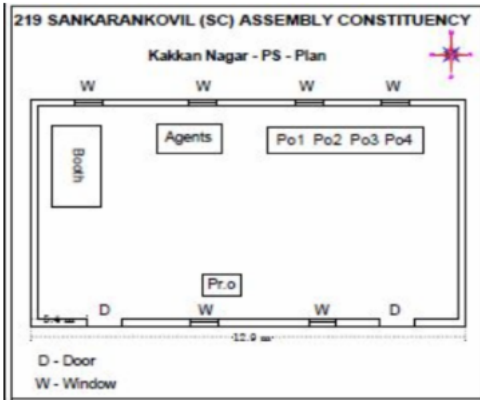 219 SANKARANKOVIL (SC) ASSEMBLY CONSTITUENCY
Kakkan Nagar - PS - Plan
W W W W
Agents Po1 Po2 Po3 Po4
Booth
Pr.o
D W W D
12.9 m
D - Door
W - Window